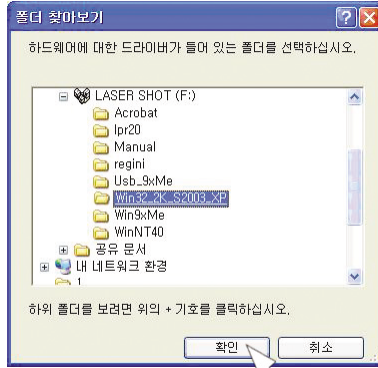 폴더 찾아보기
하드웨어에 대한 드라이버가 들어 있는 폴더를 선택하십시오.
LASER SHOT (F:)
Acrobat
lpr20
Manual
regini
Usb_9xMe
Win32_2K_S2003_XP
Win9xMe
WinNT40
공유 문서
내 네트워크 환경
1
하위 폴더를 보려면 위의 + 기호를 클릭하십시오.
확인 취소